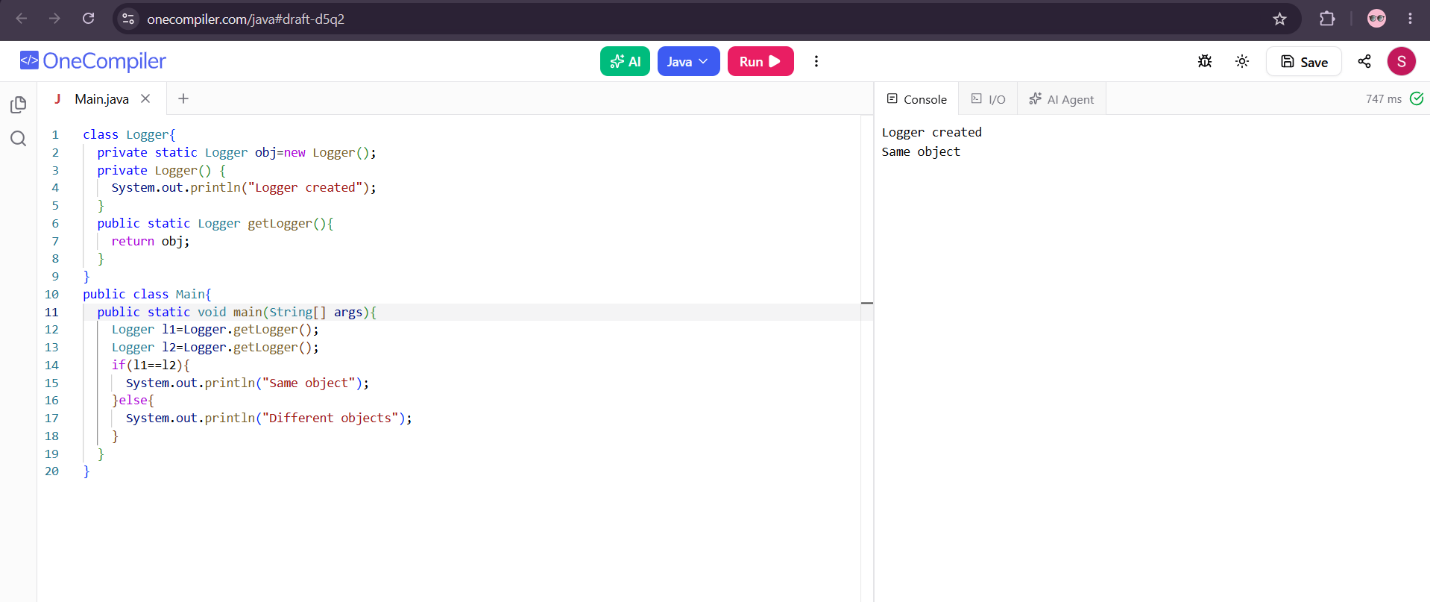 onecompiler.com/java#draft-d5q2
</> OneCompiler
AI
Java
Run
Save
S
J Main.java
Console
I/O
AI Agent
747 ms
1 class Logger{
2 private static Logger obj=new Logger();
3 private Logger() {
4 System.out.println("Logger created");
5 }
6 public static Logger getLogger(){
7 return obj;
8 }
9 }
10 public class Main{
11 public static void main(String[] args){
12 Logger l1=Logger.getLogger();
13 Logger l2=Logger.getLogger();
14 if(l1==l2){
15 System.out.println("Same object");
16 }else{
17 System.out.println("Different objects");
18 }
19 }
20 }
Logger created
Same object